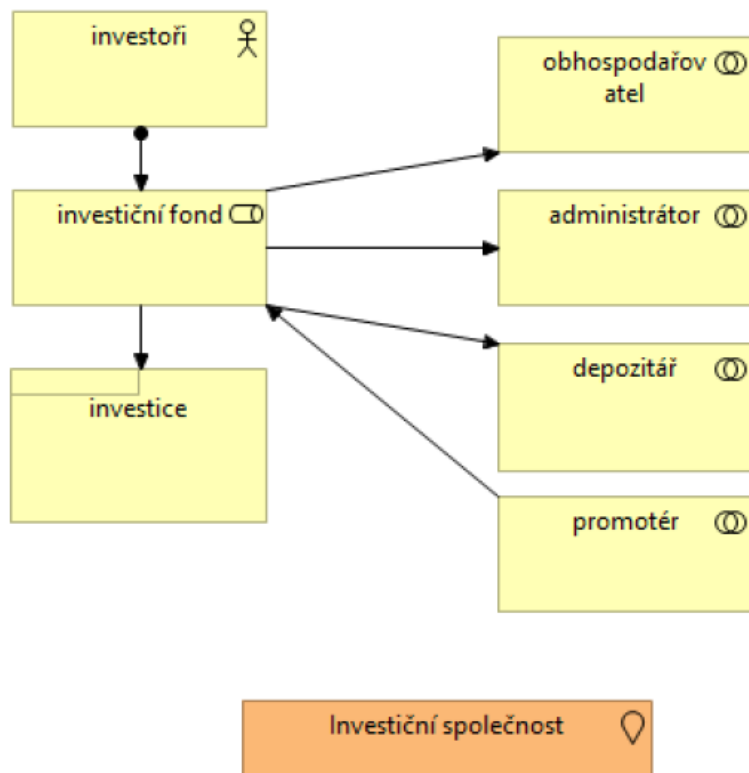 investoři
obhospodařov
atel
investiční fond
administrátor
investice
depozitář
promotér
Investiční společnost